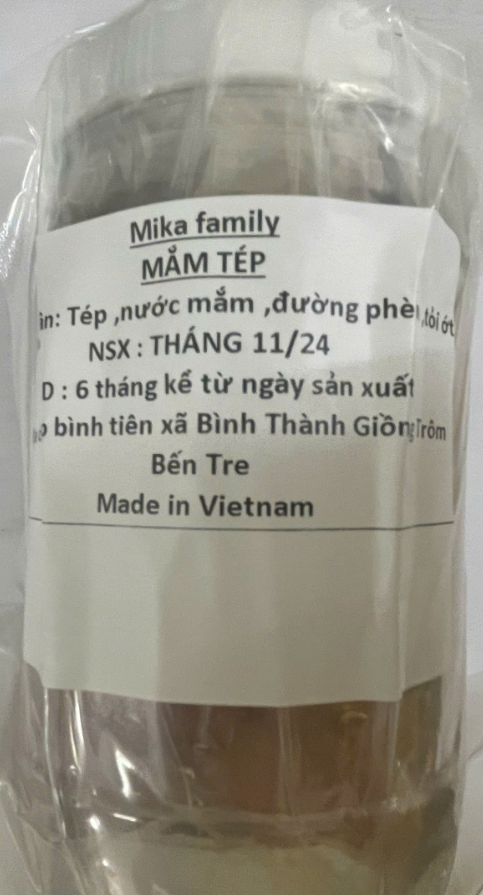 Mika family
MẮM TÉP
ần: Tép ,nước mắm ,đường phèn ,tỏi ớt
NSX : THÁNG 11/24
D : 6 tháng kể từ ngày sản xuất
bình tiên xã Bình Thành Giồng Trôm
Bến Tre
Made in Vietnam